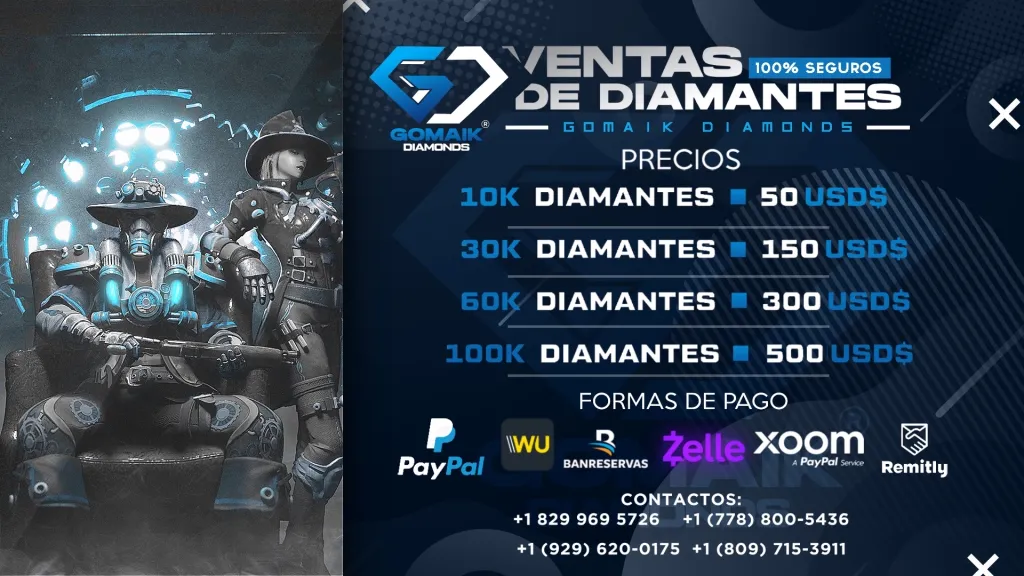 VENTAS
100% SEGUROS
DE DIAMANTES
GOMAIK®
DIAMONDS
GOMAIK DIAMONDS
PRECIOS
10K DIAMANTES 50 USD$
30K DIAMANTES 150 USD$
60K DIAMANTES 300 USD$
100K DIAMANTES 500 USD$
FORMAS DE PAGO
PayPal
WU
BANRESERVAS
Zelle
xoom
A PayPal Service
Remitly
CONTACTOS:
+1 829 969 5726 +1 (778) 800-5436
+1 (929) 620-0175 +1 (809) 715-3911